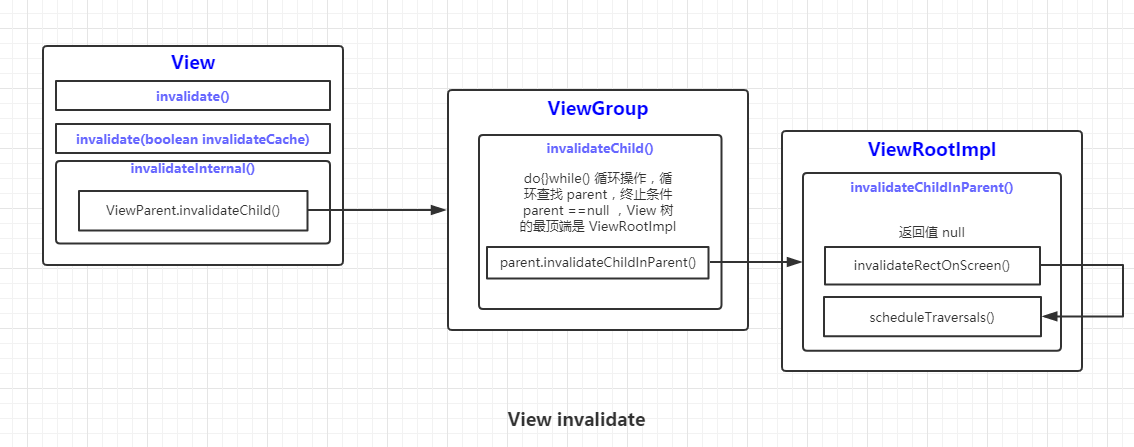 View
invalidate()
invalidate(boolean invalidateCache)
invalidateInternal()
ViewParent.invalidateChild()
ViewGroup
invalidateChild()
do{}while() 循环操作，循
环查找 parent，终止条件
parent ==null ，View 树
的最顶端是 ViewRootImpl
parent.invalidateChildInParent()
ViewRootImpl
invalidateChildInParent()
返回值 null
invalidateRectOnScreen()
scheduleTraversals()
View invalidate